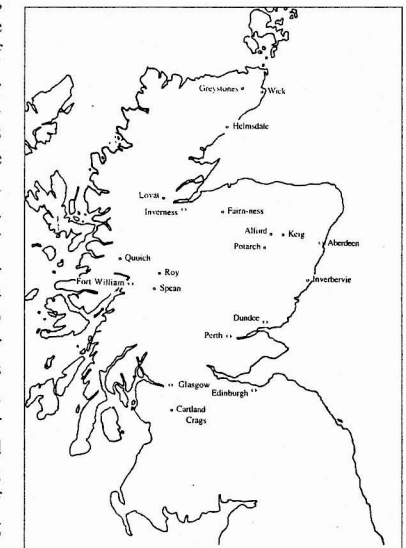 Greystones
Wick
Helmsdale
Lovat
Inverness
Fairn-ness
Alford
Keig
Aberdeen
Potarch
Quoich
Roy
Fort William
Spean
Inverbervie
Dundee
Perth
Glasgow
Edinburgh
Cartland
Crags